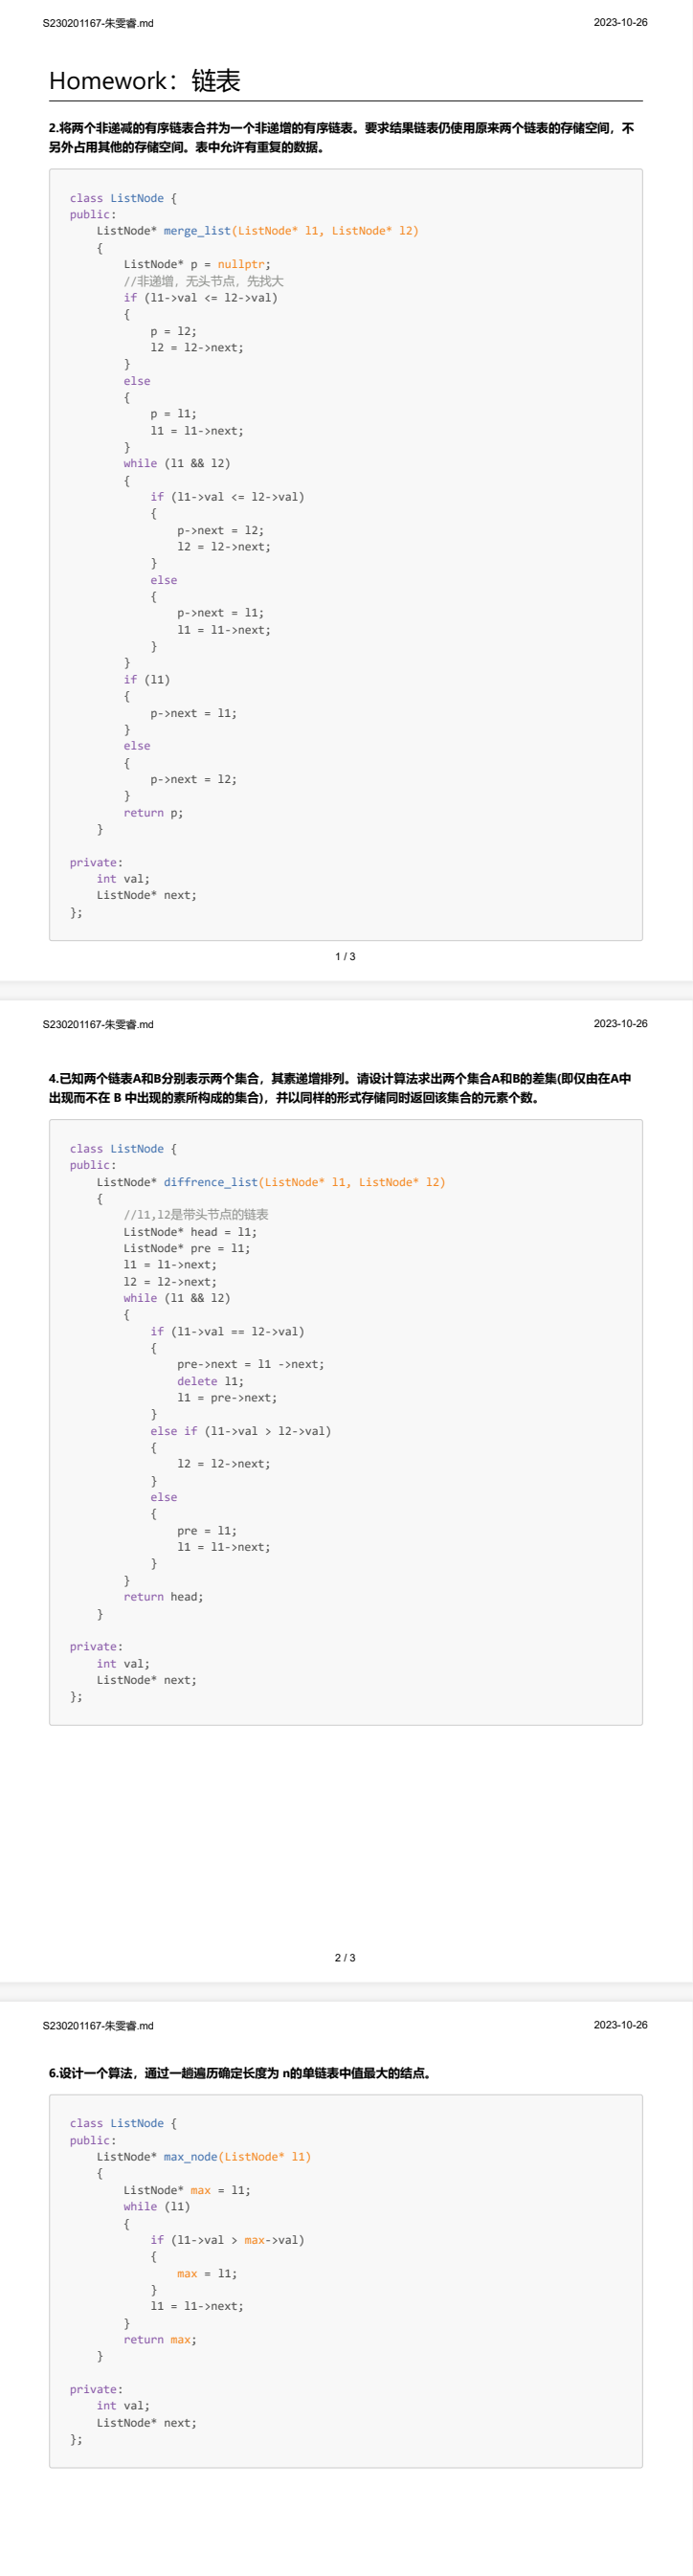 S230201167-朱雯睿.md 2023-10-26
Homework：链表
2.将两个非递减的有序链表合并为一个非递增的有序链表。要求结果链表仍使用原来两个链表的存储空间，不
另外占用其他的存储空间。表中允许有重复的数据。
class ListNode {
public:
    ListNode* merge_list(ListNode* l1, ListNode* l2)
    {
        ListNode* p = nullptr;
        //非递增，无头节点，先找大
        if (l1->val <= l2->val)
        {
            p = l2;
            l2 = l2->next;
        }
        else
        {
            p = l1;
            l1 = l1->next;
        }
        while (l1 && l2)
        {
            if (l1->val <= l2->val)
            {
                p->next = l2;
                l2 = l2->next;
            }
            else
            {
                p->next = l1;
                l1 = l1->next;
            }
        }
        if (l1)
        {
            p->next = l1;
        }
        else
        {
            p->next = l2;
        }
        return p;
    }
private:
    int val;
    ListNode* next;
};
1 / 3
S230201167-朱雯睿.md 2023-10-26
4.已知两个链表A和B分别表示两个集合，其素递增排列。请设计算法求出两个集合A和B的差集(即仅由在A中
出现而不在 B 中出现的素所构成的集合)，并以同样的形式存储同时返回该集合的元素个数。
class ListNode {
public:
    ListNode* diffrence_list(ListNode* l1, ListNode* l2)
    {
        //l1,l2是带头节点的链表
        ListNode* head = l1;
        ListNode* pre = l1;
        l1 = l1->next;
        l2 = l2->next;
        while (l1 && l2)
        {
            if (l1->val == l2->val)
            {
                pre->next = l1 ->next;
                delete l1;
                l1 = pre->next;
            }
            else if (l1->val > l2->val)
            {
                l2 = l2->next;
            }
            else
            {
                pre = l1;
                l1 = l1->next;
            }
        }
        return head;
    }
private:
    int val;
    ListNode* next;
};
2 / 3
S230201167-朱雯睿.md 2023-10-26
6.设计一个算法，通过一趟遍历确定长度为 n的单链表中值最大的结点。
class ListNode {
public:
    ListNode* max_node(ListNode* l1)
    {
        ListNode* max = l1;
        while (l1)
        {
            if (l1->val > max->val)
            {
                max = l1;
            }
            l1 = l1->next;
        }
        return max;
    }
private:
    int val;
    ListNode* next;
};